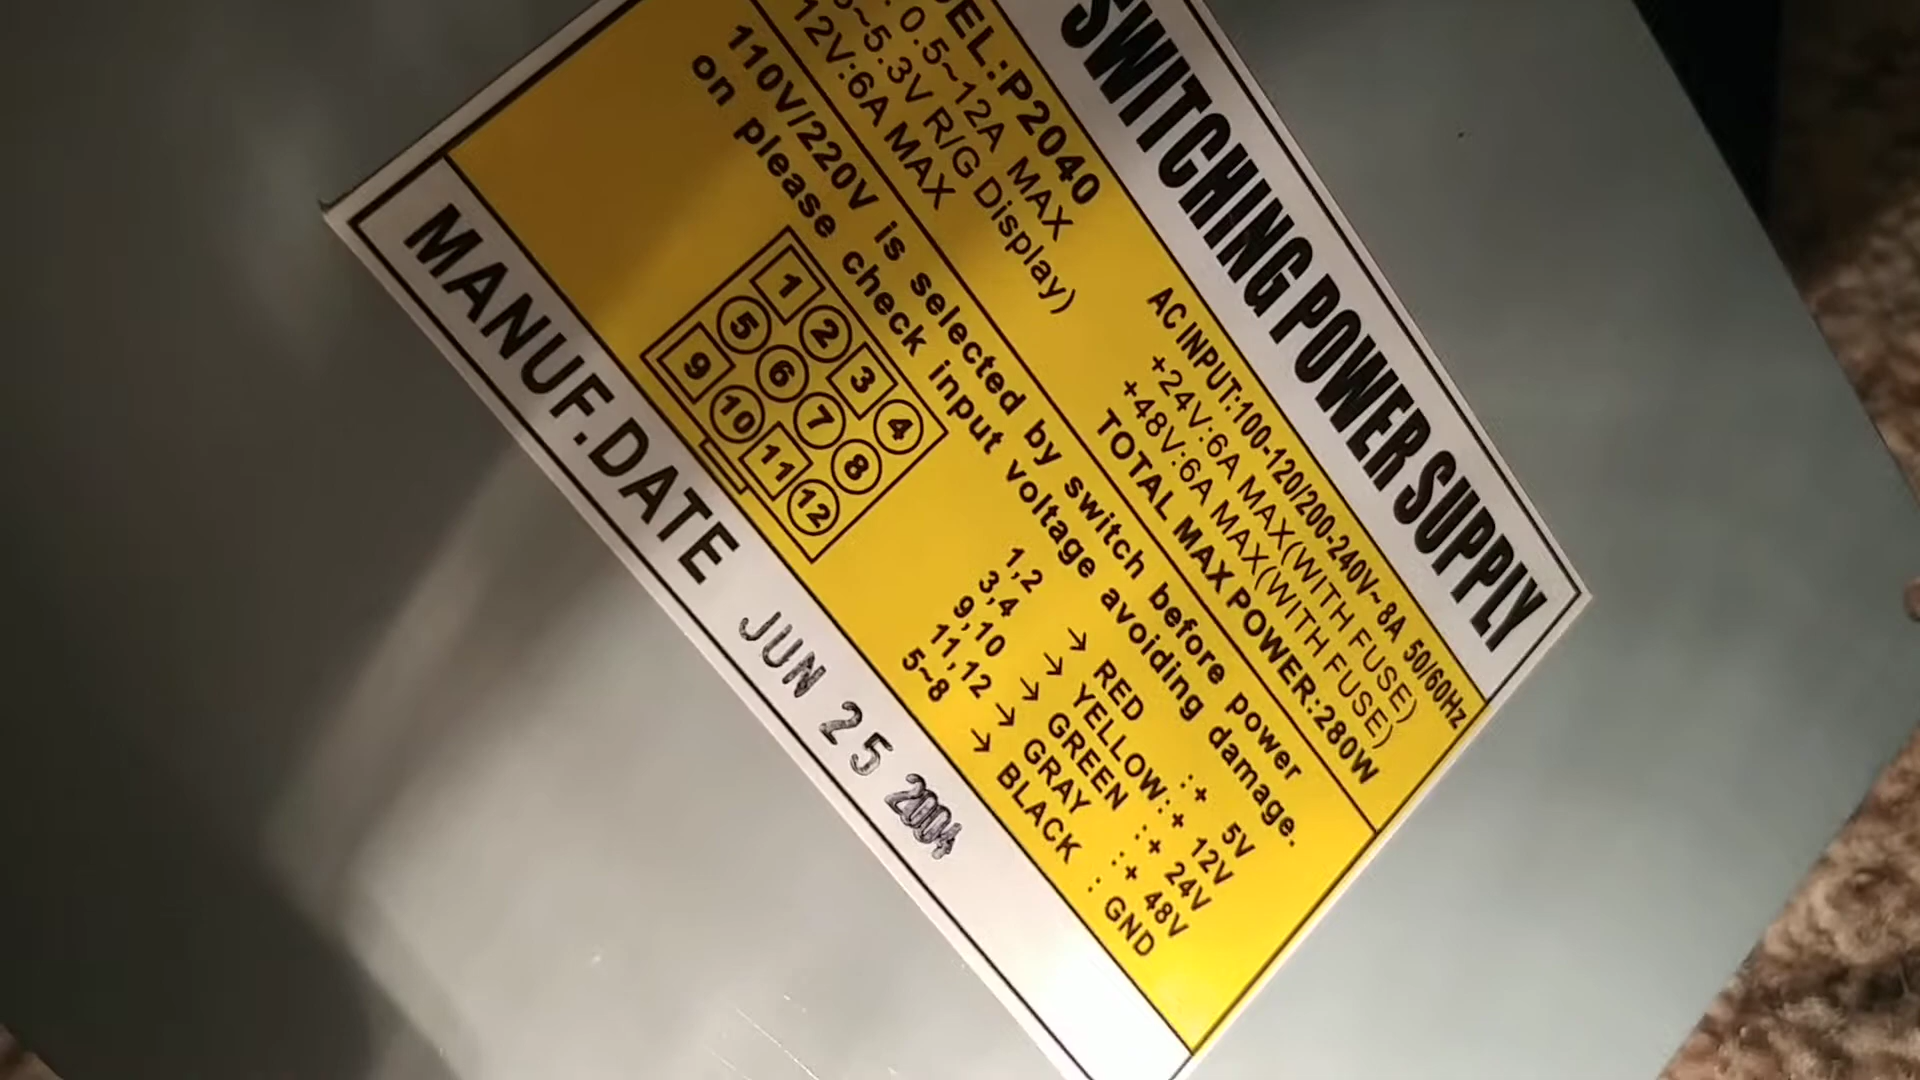 SWITCHING POWER SUPPLY
DEL:P2040
AC INPUT:100-120/200-240V~ 8A 50/60Hz
0.5~12A MAX
+24V:6A MAX(WITH FUSE)
~5.3V R/G Display)
+48V:6A MAX(WITH FUSE)
12V:6A MAX
TOTAL MAX POWER:280W
110V/220V is selected by switch before power
on please check input voltage avoiding damage.
1 2 3 4
5 6 7 8
9 10 11 12
1,2 → RED : + 5V
3,4 → YELLOW: + 12V
9,10 → GREEN : + 24V
11,12 → GRAY : + 48V
5~8 → BLACK : GND
MANUF.DATE JUN 25 2004